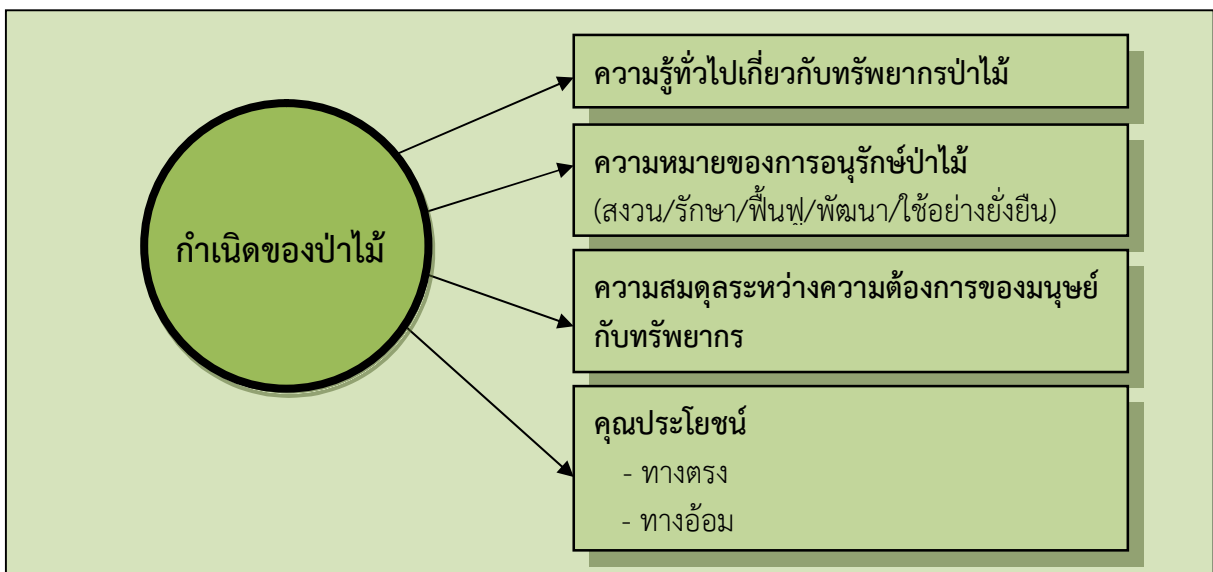 กำเนิดของป่าไม้
ความรู้ทั่วไปเกี่ยวกับทรัพยากรป่าไม้
ความหมายของการอนุรักษ์ป่าไม้
(สงวน/รักษา/ฟื้นฟู/พัฒนา/ใช้อย่างยั่งยืน)
ความสมดุลระหว่างความต้องการของมนุษย์
กับทรัพยากร
คุณประโยชน์
- ทางตรง
- ทางอ้อม